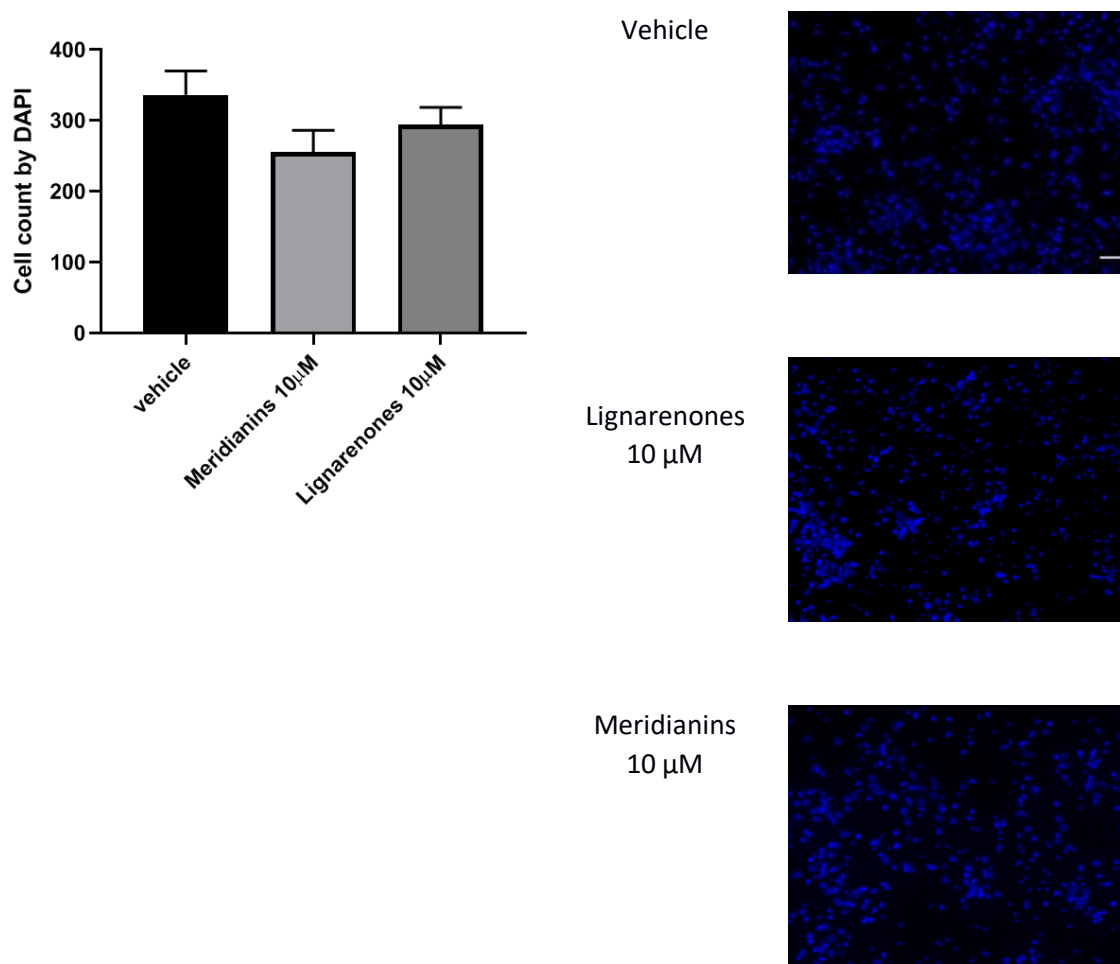 Cell count by DAPI
400
300
200
100
0
vehicle
Meridianins 10μM
Lignarenones 10μM
Vehicle
Lignarenones
10 μM
Meridianins
10 μM